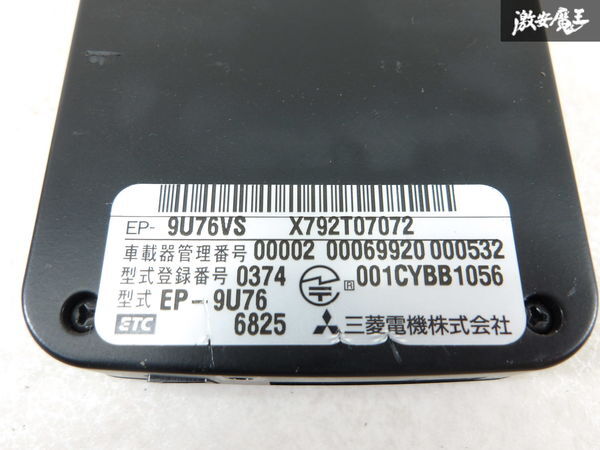 激安魔王
EP- 9U76VS X792T07072
車載器管理番号 00002 00069920 000532
型式登録番号 0374 R 001CYBB1056
型式 EP-9U76
ETC 6825 三菱電機株式会社